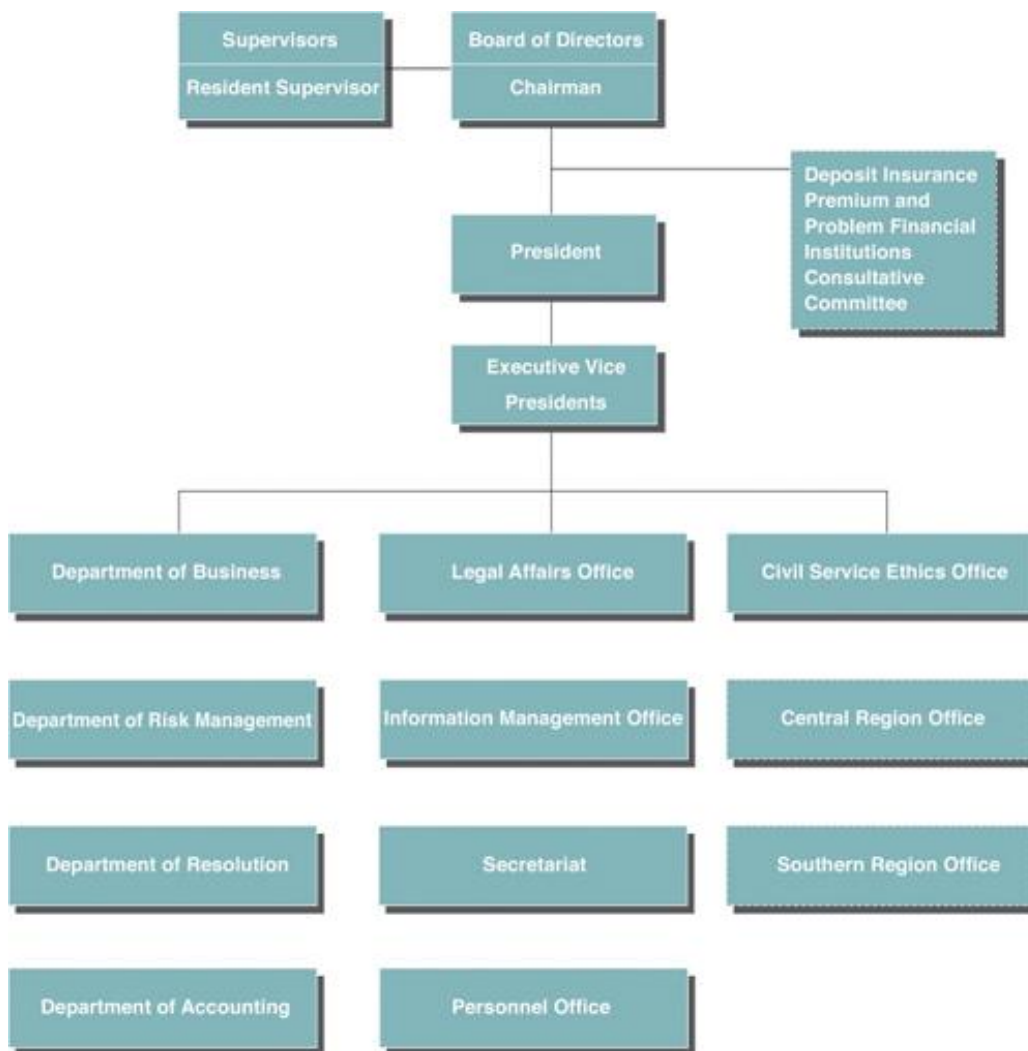 Supervisors
Resident Supervisor
Board of Directors
Chairman
Deposit Insurance
Premium and
Problem Financial
Institutions
Consultative
Committee
President
Executive Vice
Presidents
Department of Business
Legal Affairs Office
Civil Service Ethics Office
Department of Risk Management
Information Management Office
Central Region Office
Department of Resolution
Secretariat
Southern Region Office
Department of Accounting
Personnel Office